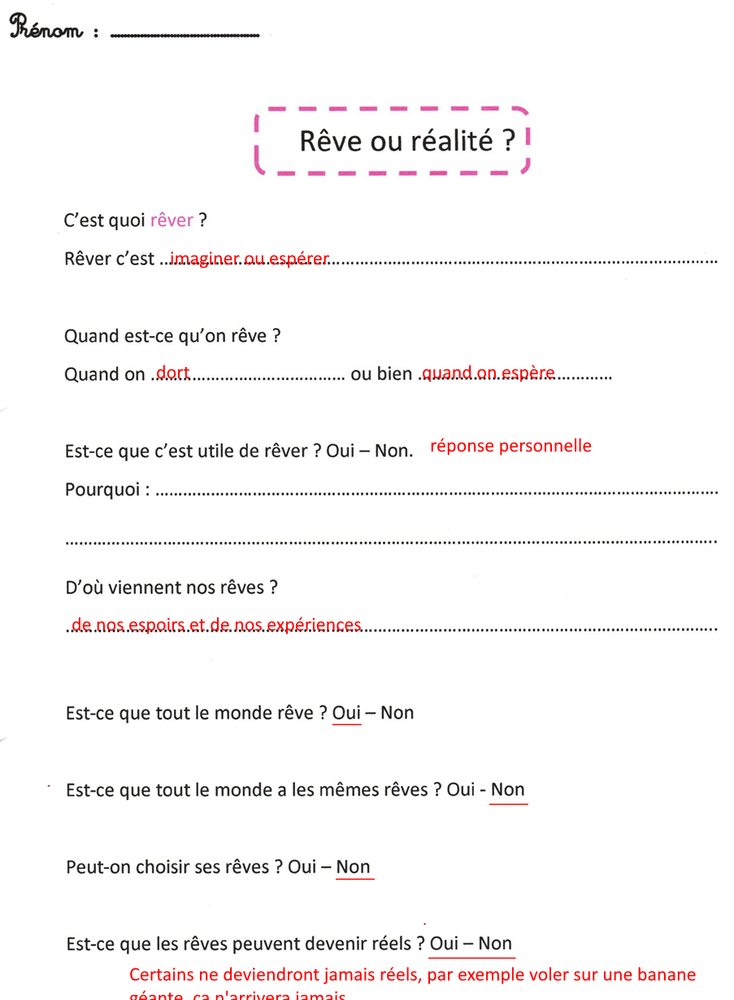 Prénom : ........................................
Rêve ou réalité ?
C’est quoi rêver ?
Rêver c’est ...imaginer ou espérer...
Quand est-ce qu’on rêve ?
Quand on ...dort... ou bien ...quand on espère...
Est-ce que c’est utile de rêver ? Oui – Non. réponse personnelle
Pourquoi : ........................................
........................................
D’où viennent nos rêves ?
de nos espoirs et de nos expériences........................................
Est-ce que tout le monde rêve ? Oui – Non
Est-ce que tout le monde a les mêmes rêves ? Oui - Non
Peut-on choisir ses rêves ? Oui – Non
Est-ce que les rêves peuvent devenir réels ? Oui – Non
Certains ne deviendront jamais réels, par exemple voler sur une banane
géante, ça n'arrivera jamais